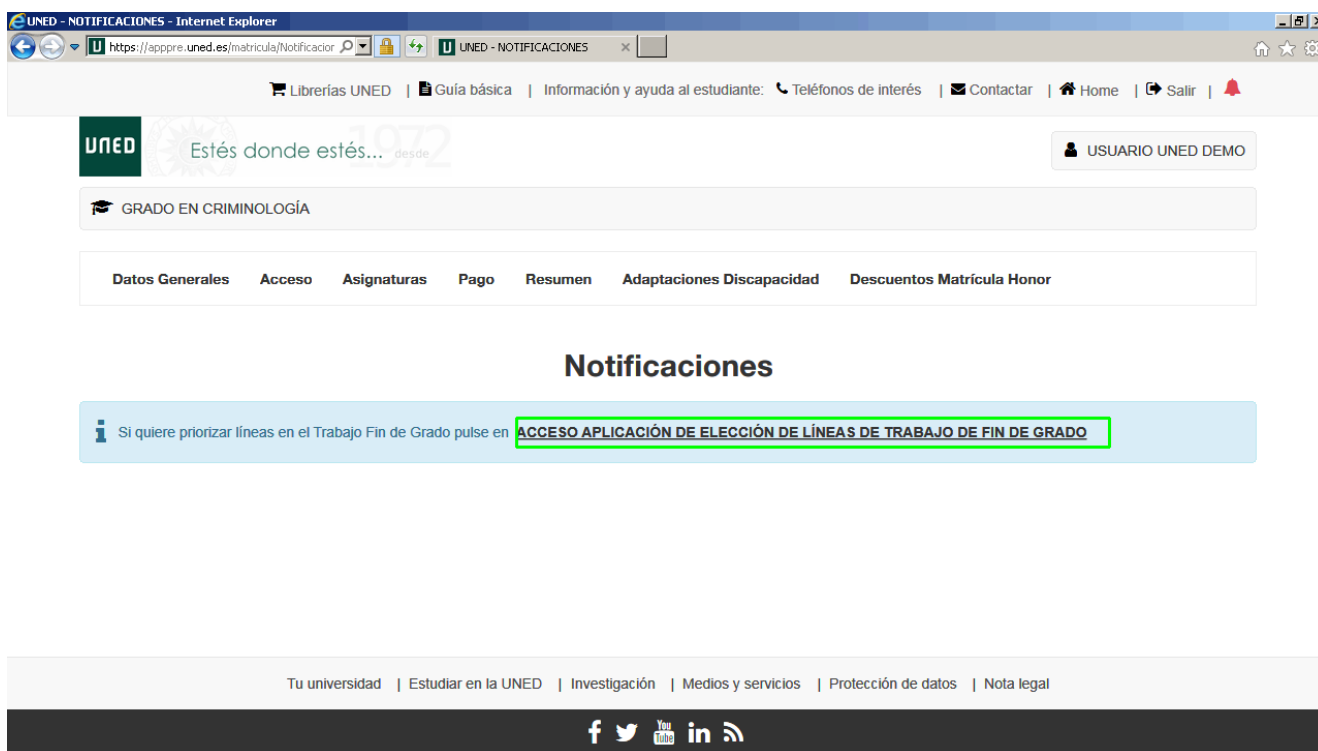 UNED - NOTIFICACIONES - Internet Explorer
https://apppre.uned.es/matricula/Notificacior UNED - NOTIFICACIONES
Librerías UNED | Guía básica | Información y ayuda al estudiante: Teléfonos de interés | Contactar | Home | Salir |
UNED Estés donde estés... desde 1972 USUARIO UNED DEMO
GRADO EN CRIMINOLOGÍA
Datos Generales Acceso Asignaturas Pago Resumen Adaptaciones Discapacidad Descuentos Matrícula Honor
Notificaciones
Si quiere priorizar líneas en el Trabajo Fin de Grado pulse en ACCESO APLICACIÓN DE ELECCIÓN DE LÍNEAS DE TRABAJO DE FIN DE GRADO
Tu universidad | Estudiar en la UNED | Investigación | Medios y servicios | Protección de datos | Nota legal
f You Tube in